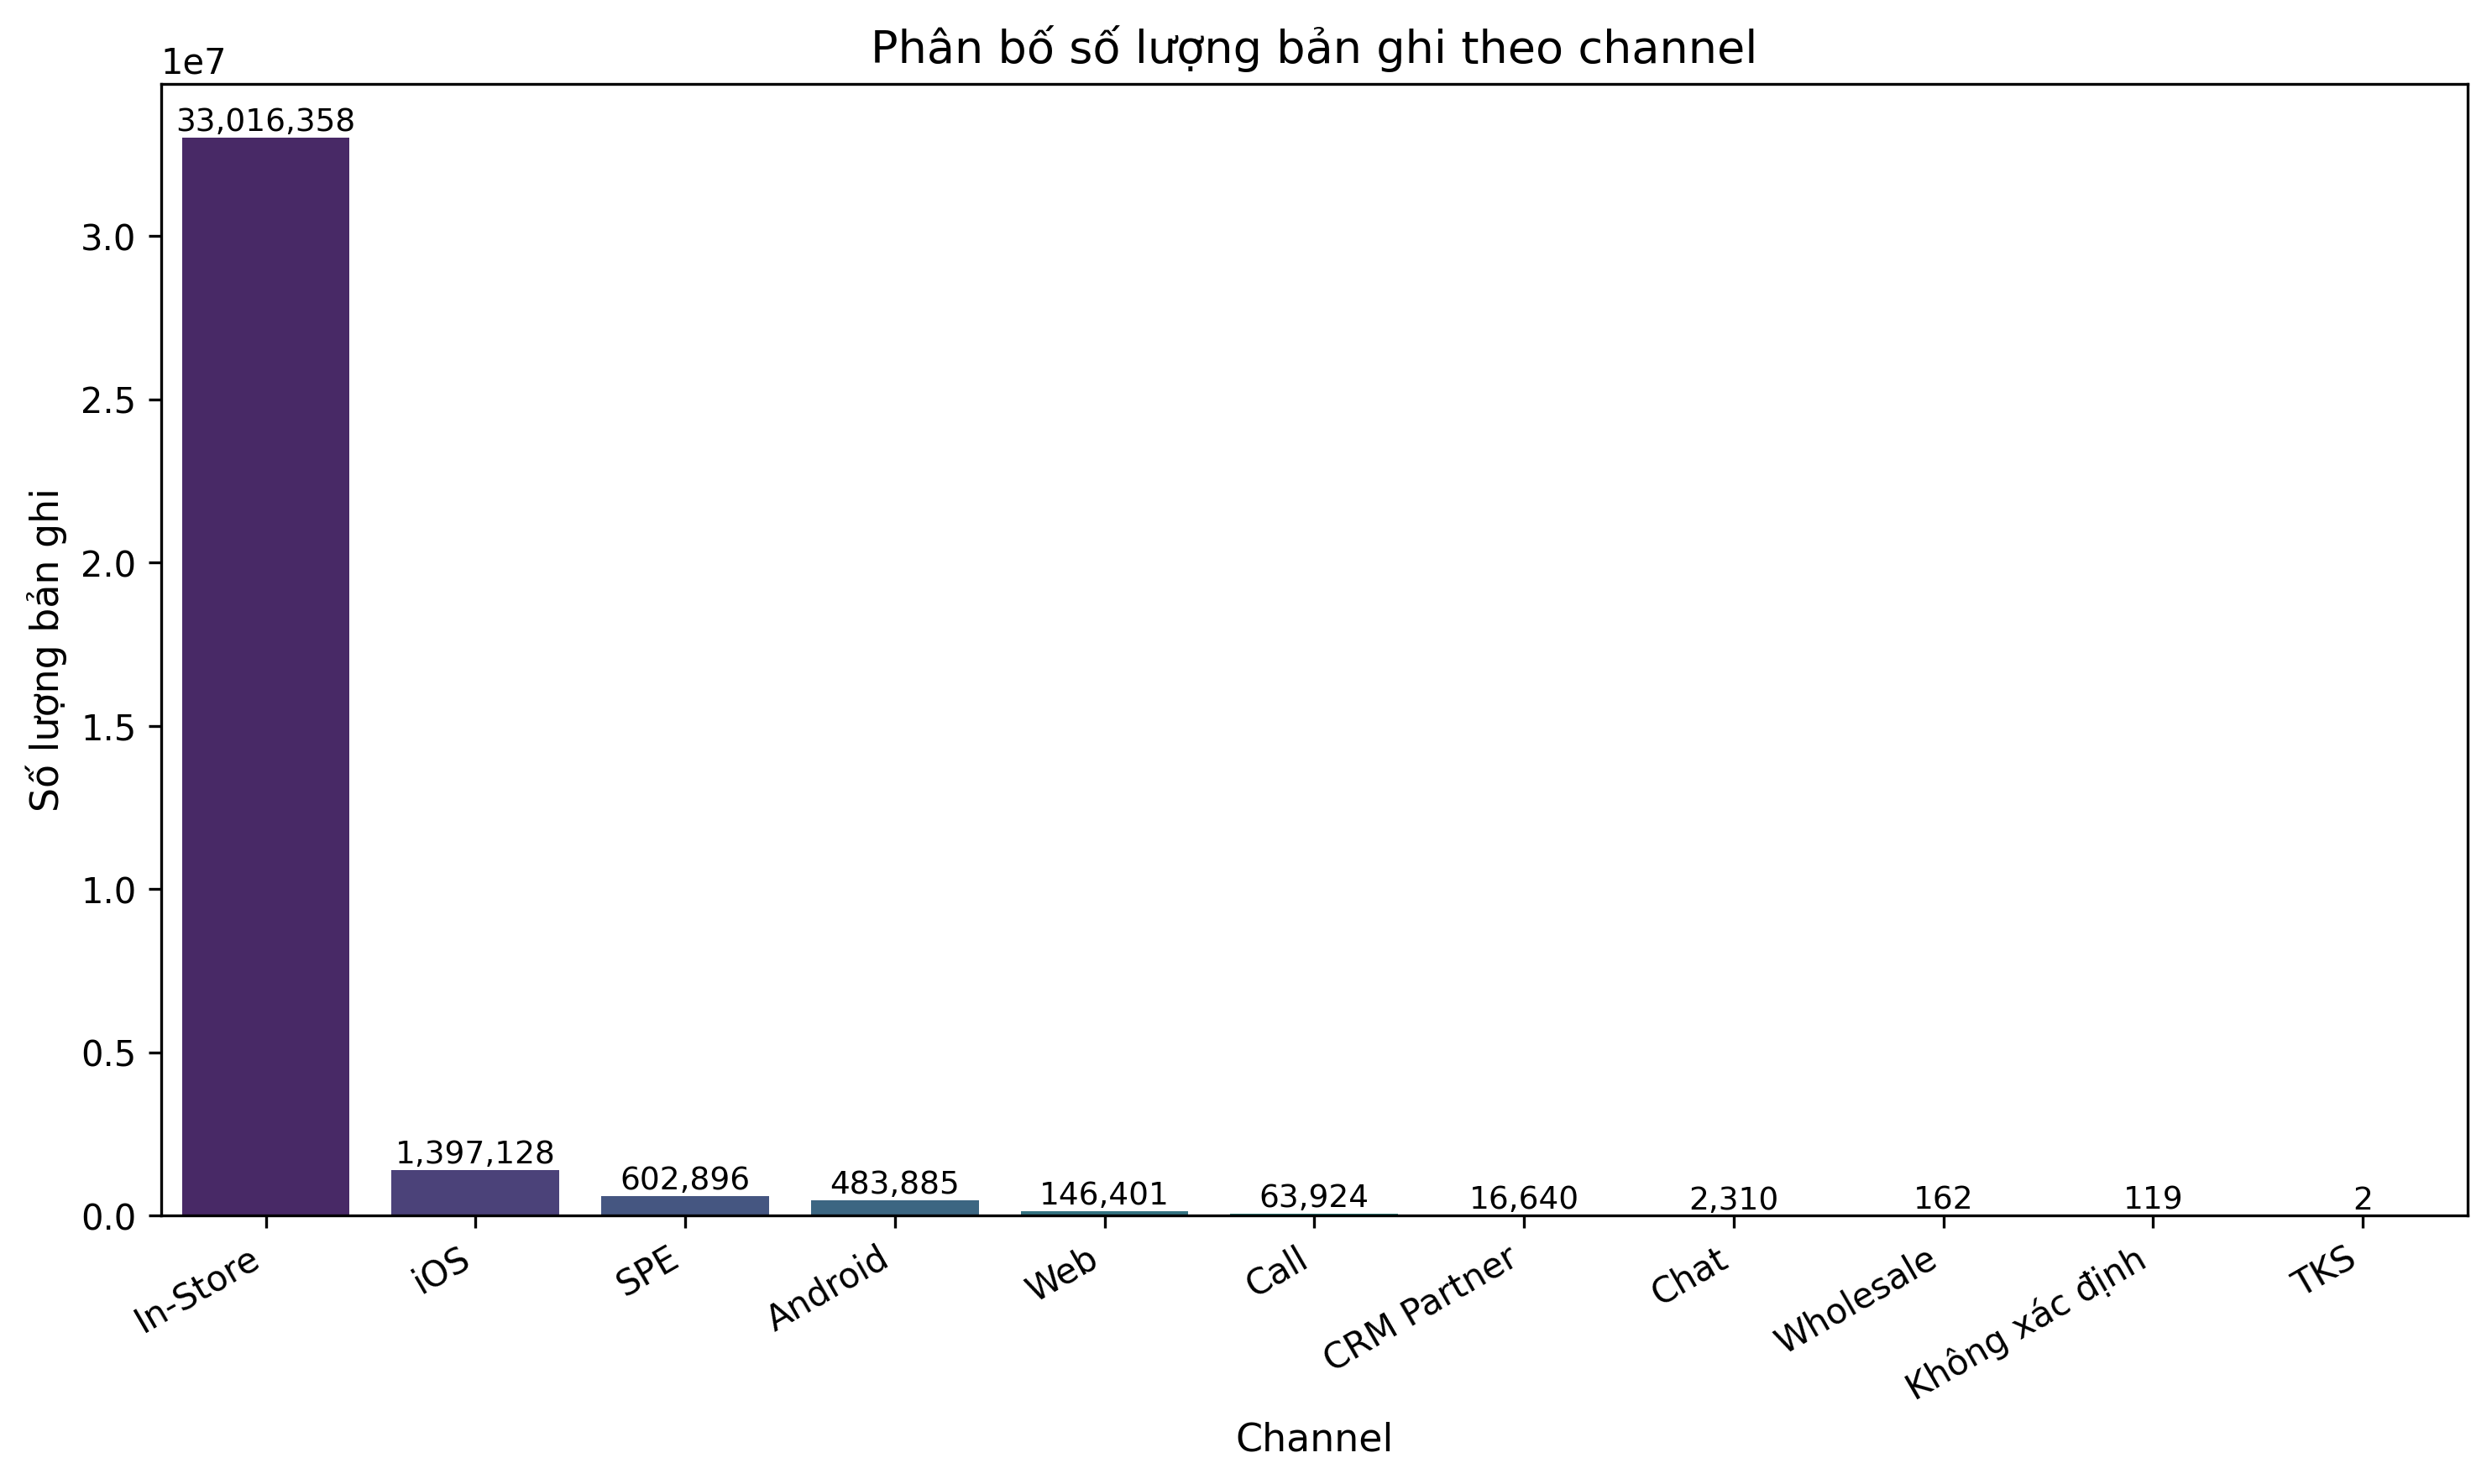 Phân bố số lượng bản ghi theo channel
1e7
33,016,358
3.0
2.5
2.0
1.5
1.0
0.5
0.0
Số lượng bản ghi
1,397,128
602,896
483,885
146,401
63,924
16,640
2,310
162
119
2
In-Store
iOS
SPE
Android
Web
Call
CRM Partner
Chat
Wholesale
Không xác định
TKS
Channel